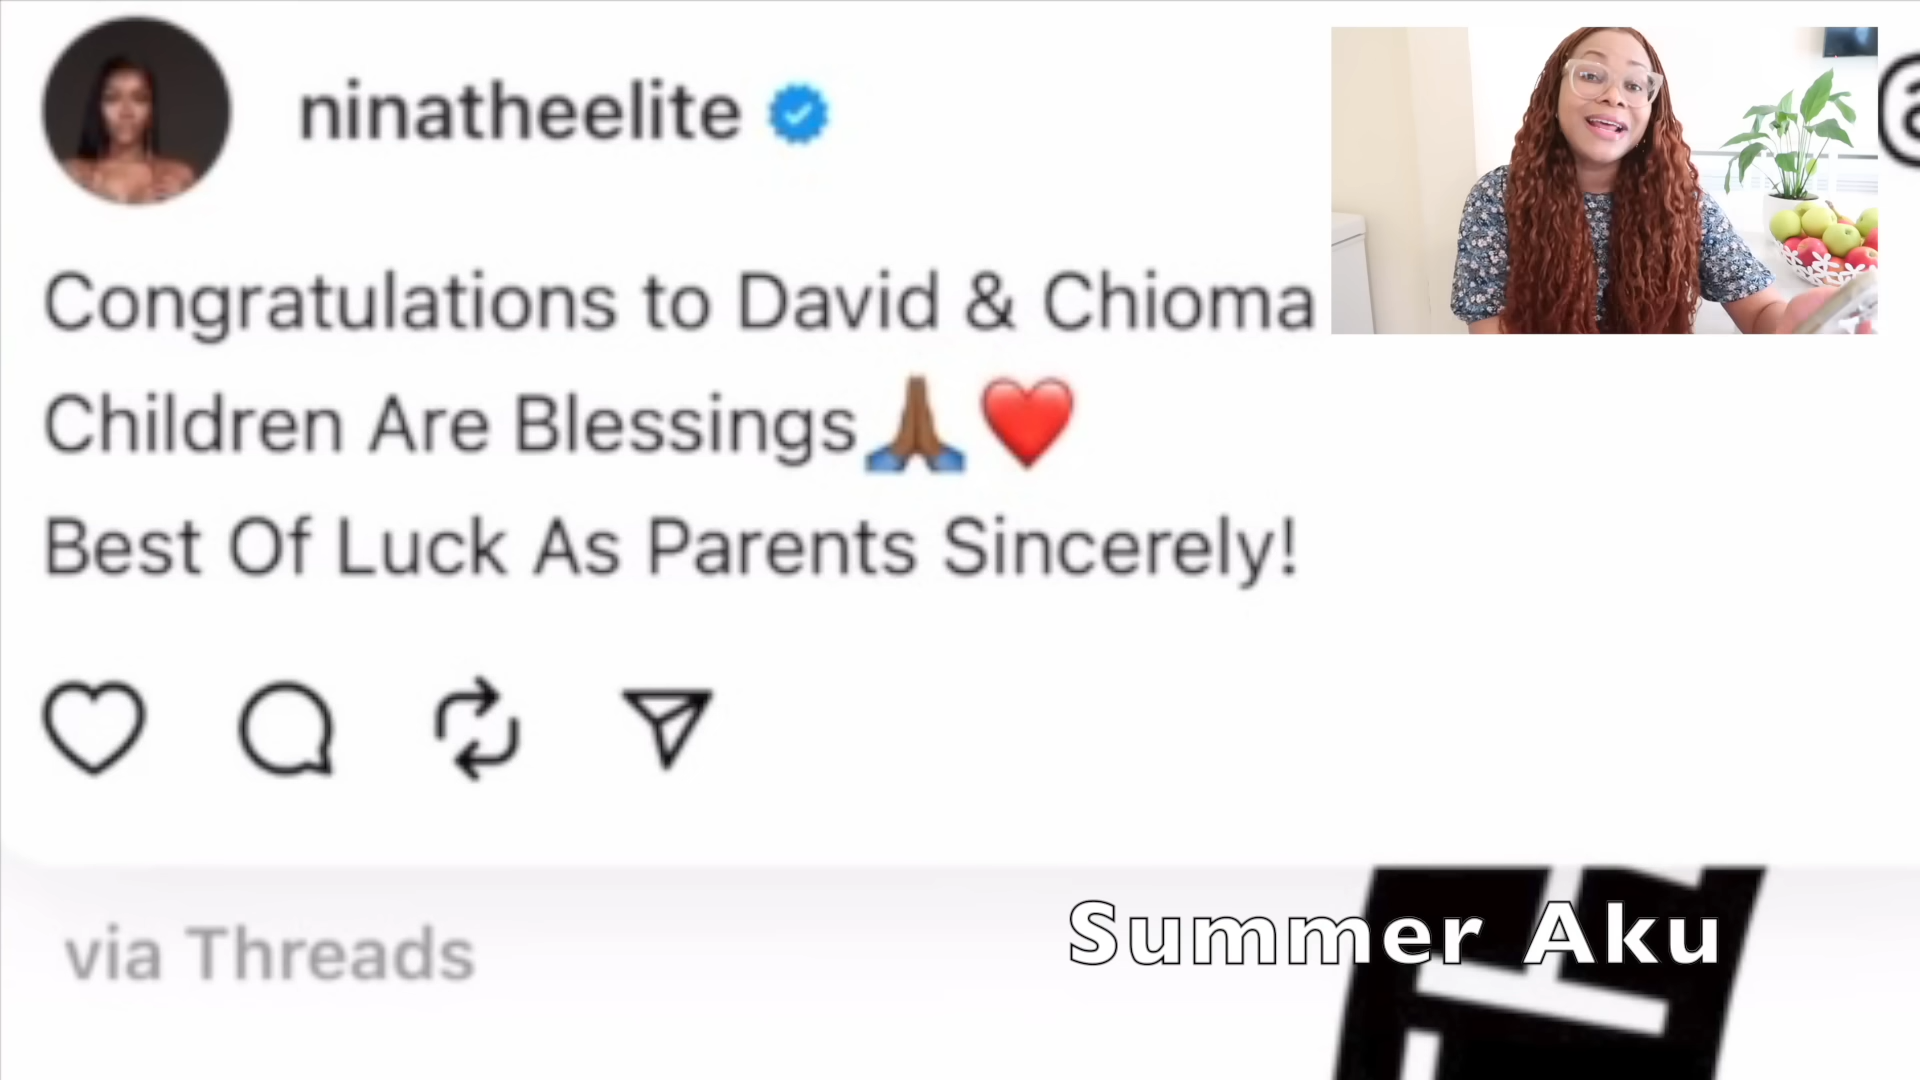 ninatheelite
Congratulations to David & Chioma
Children Are Blessings🙏🏾❤️
Best Of Luck As Parents Sincerely!
via Threads
Summer Aku